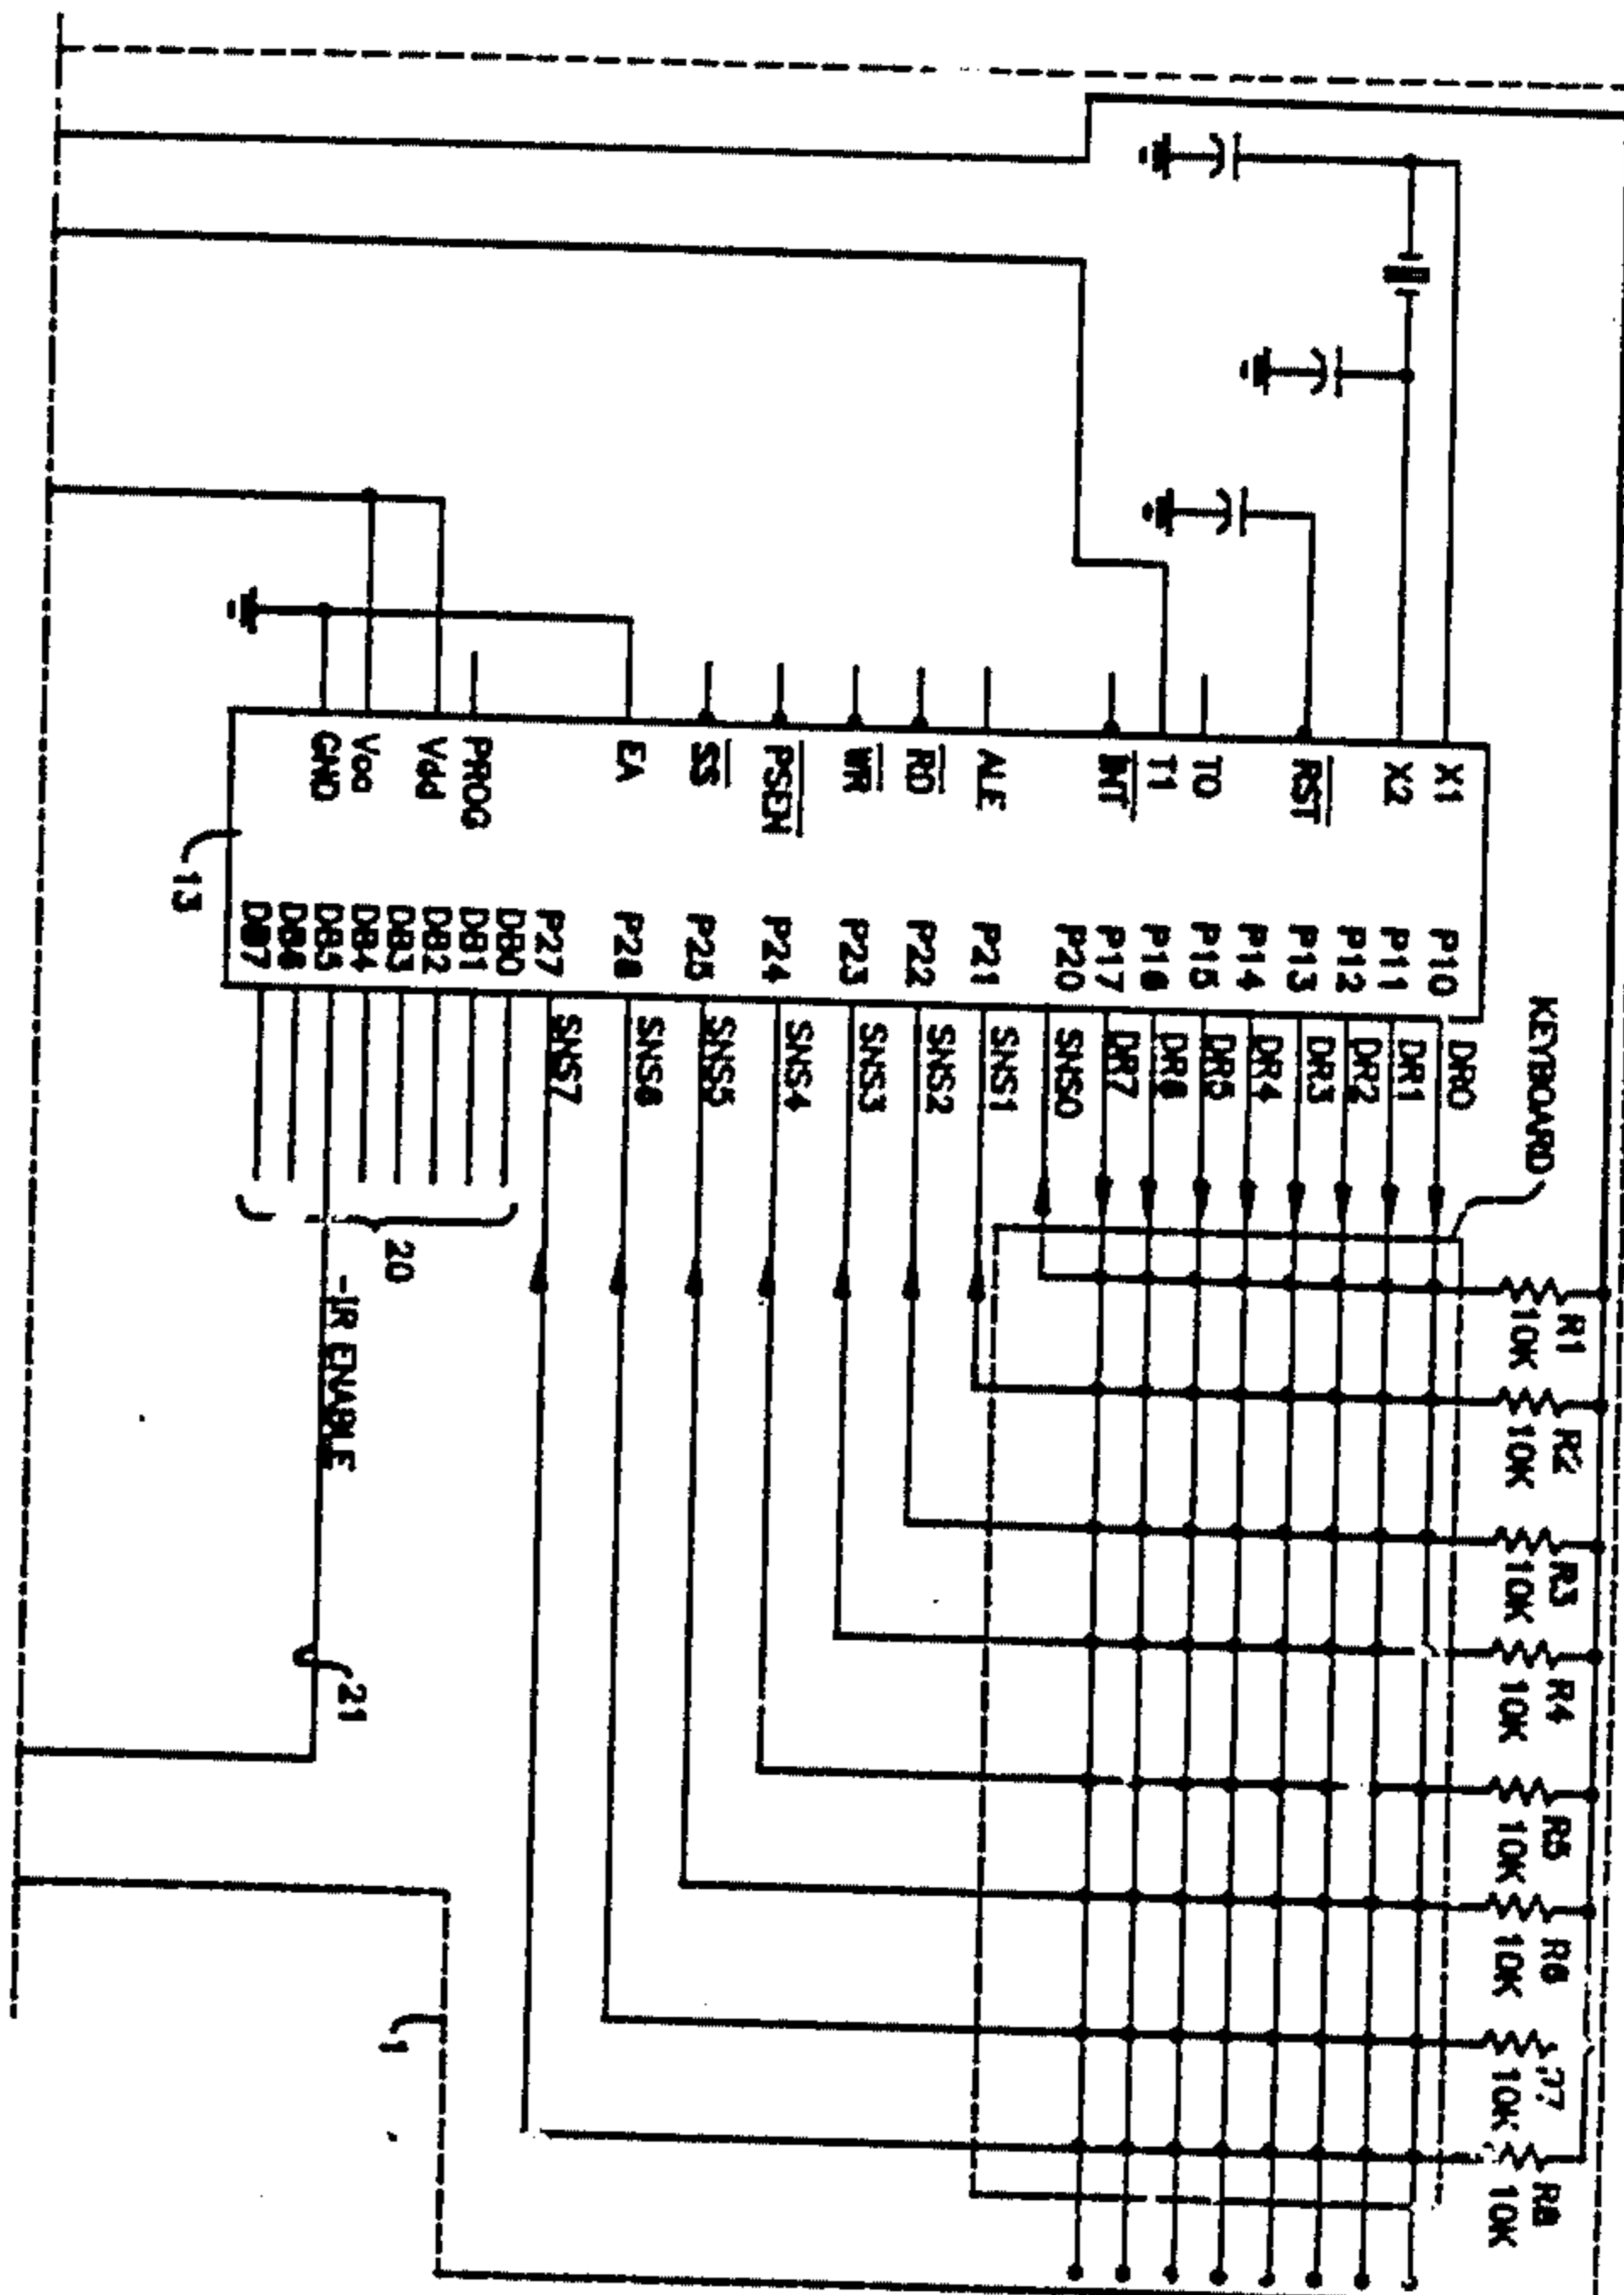 X1
X2
RST
TO
T1
INT
ALE
RD
WR
PSEN
SS
EA
PROG
Vdd
Vcc
GND
13
P10
P11
P12
P13
P14
P15
P16
P17
P20
P21
P22
P23
P24
P25
P26
P27
DB0
DB1
DB2
DB3
DB4
DB5
DB6
DB7
KEYBOARD
DR0
DR1
DR2
DR3
DR4
DR5
DR6
DR7
SNS0
SNS1
SNS2
SNS3
SNS4
SNS5
SNS6
SNS7
20
-IR ENABLE
21
1
R1
10K
R2
10K
R3
10K
R4
10K
R5
10K
R6
10K
10K
R8
10K